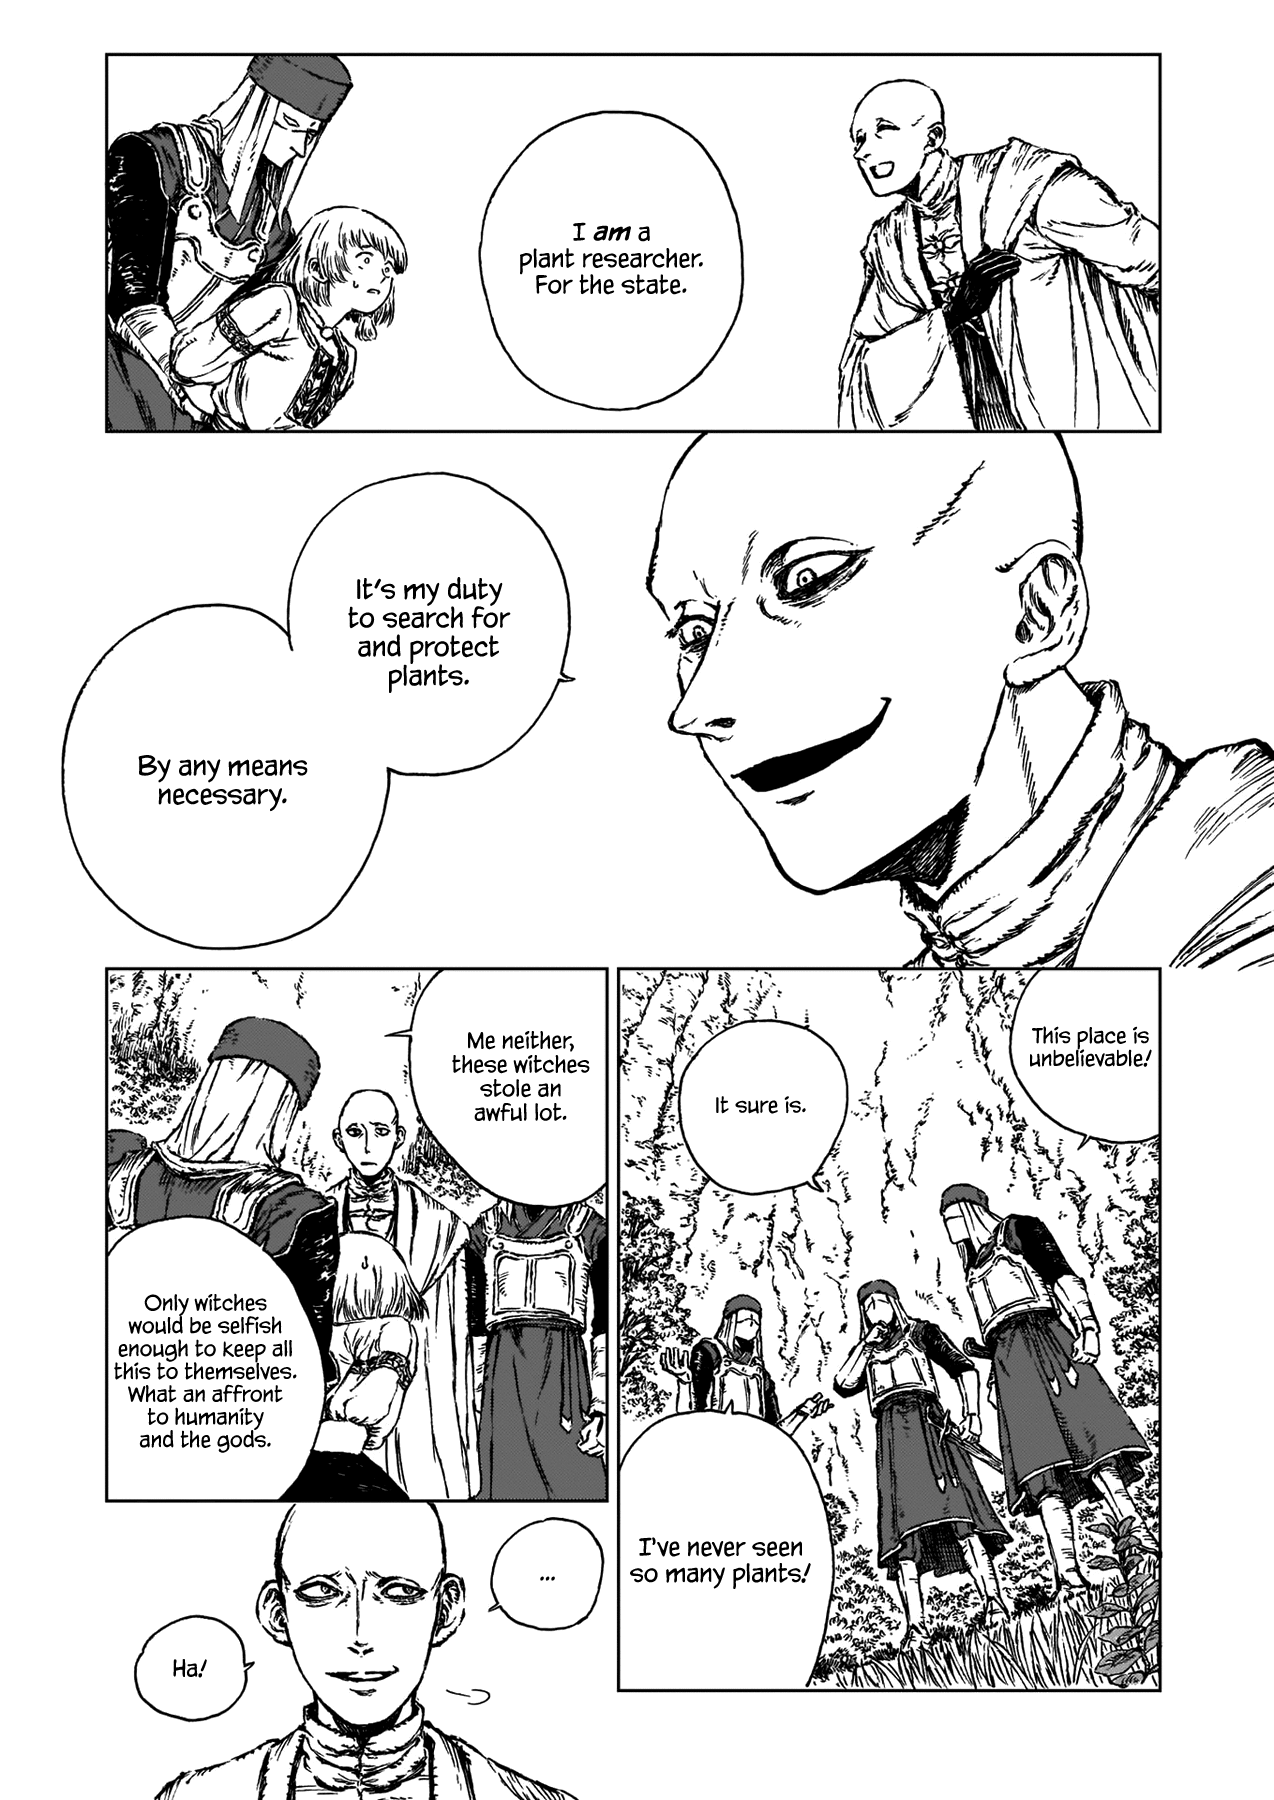 I am a
plant researcher.
For the state.
It's my duty
to search for
and protect
plants.
By any means
necessary.
This place is
unbelievable!
It sure is.
I've never seen
so many plants!
Me neither,
these witches
stole an
awful lot.
Only witches
would be selfish
enough to keep all
this to themselves.
What an affront
to humanity
and the gods.
...
Ha!